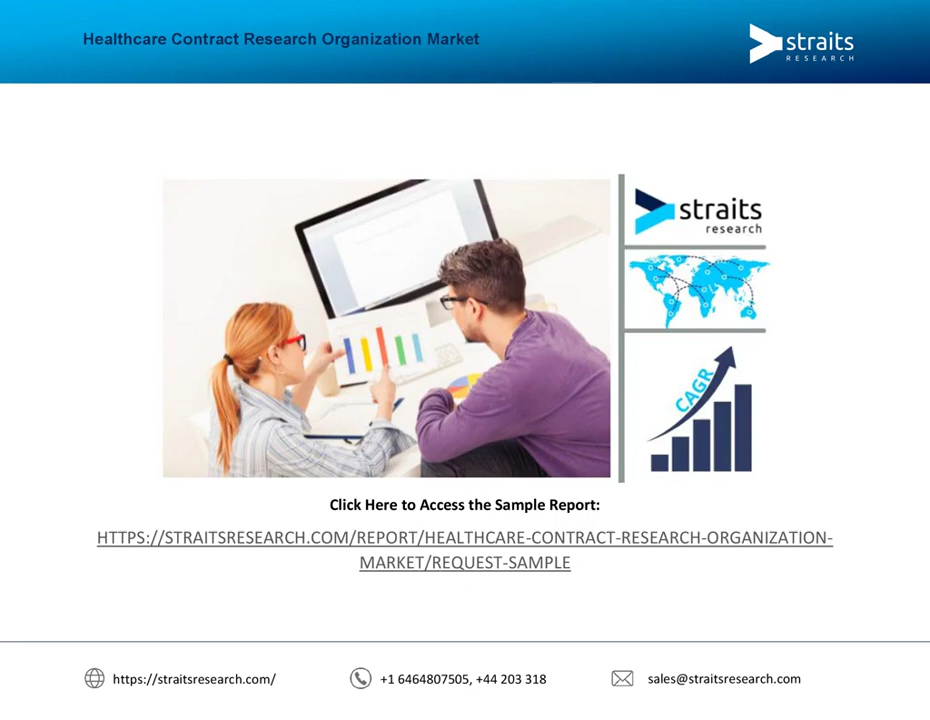 Healthcare Contract Research Organization Market
straits
RESEARCH
straits
research
CAGR
Click Here to Access the Sample Report:
HTTPS://STRAITSRESEARCH.COM/REPORT/HEALTHCARE-CONTRACT-RESEARCH-ORGANIZATION-
MARKET/REQUEST-SAMPLE
https://straitsresearch.com/
+1 6464807505, +44 203 318
sales@straitsresearch.com